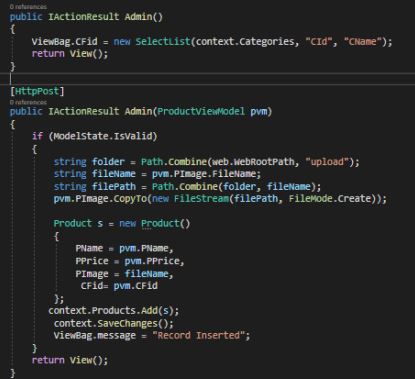 0 references
public IActionResult Admin()
{
ViewBag.CFid = new SelectList(context.Categories, "CId", "CName");
return View();
}
[HttpPost]
0 references
public IActionResult Admin(ProductViewModel pvm)
{
if (ModelState.IsValid)
{
string folder = Path.Combine(web.WebRootPath, "upload");
string fileName = pvm.PImage.FileName;
string filePath = Path.Combine(folder, fileName);
pvm.PImage.CopyTo(new FileStream(filePath, FileMode.Create));
Product s = new Product()
{
PName = pvm.PName,
PPrice = pvm.PPrice,
PImage = fileName,
CFid= pvm.CFid
};
context.Products.Add(s);
context.SaveChanges();
ViewBag.message = "Record Inserted";
}
return View();
}